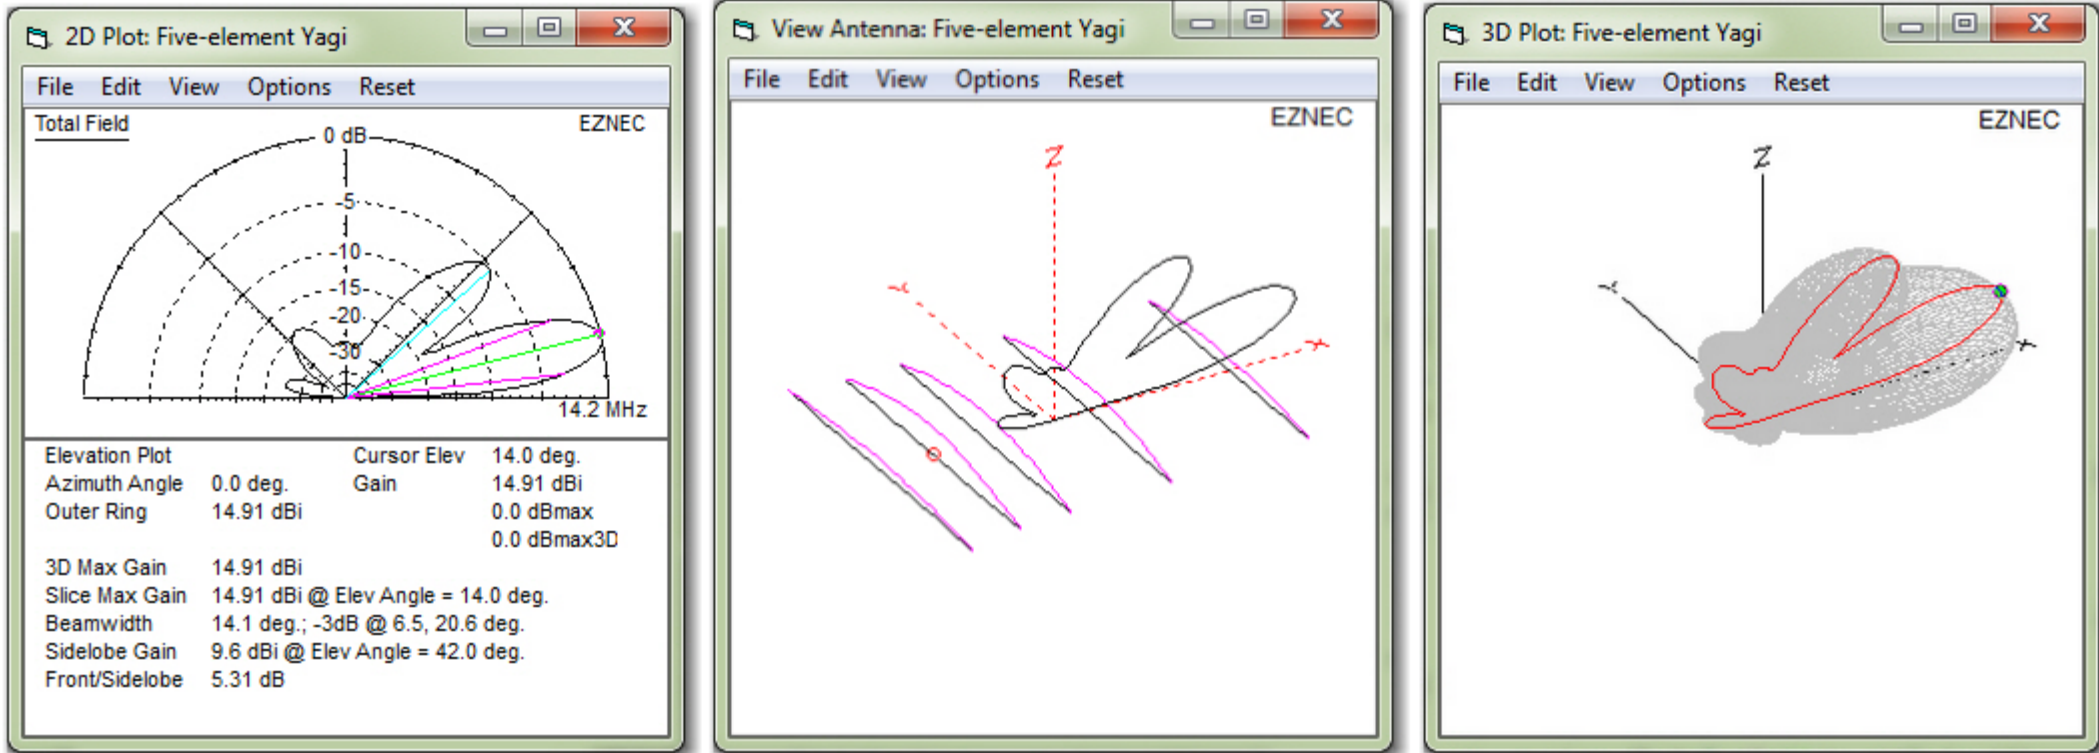 2D Plot: Five-element Yagi
File Edit View Options Reset
Total Field EZNEC
0 dB
-5
-10
-15
-20
-30
14.2 MHz
Elevation Plot Cursor Elev 14.0 deg.
Azimuth Angle 0.0 deg. Gain 14.91 dBi
Outer Ring 14.91 dBi 0.0 dBmax
0.0 dBmax3D
3D Max Gain 14.91 dBi
Slice Max Gain 14.91 dBi @ Elev Angle = 14.0 deg.
Beamwidth 14.1 deg.; -3dB @ 6.5, 20.6 deg.
Sidelobe Gain 9.6 dBi @ Elev Angle = 42.0 deg.
Front/Sidelobe 5.31 dB
View Antenna: Five-element Yagi
File Edit View Options Reset
EZNEC
Z
Y
X
3D Plot: Five-element Yagi
File Edit View Options Reset
EZNEC
Z
Y
X